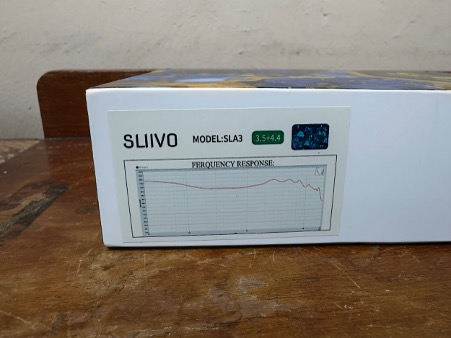 SLIIVO MODEL:SLA3 3.5+4.4
FERQUENCY RESPONSE: